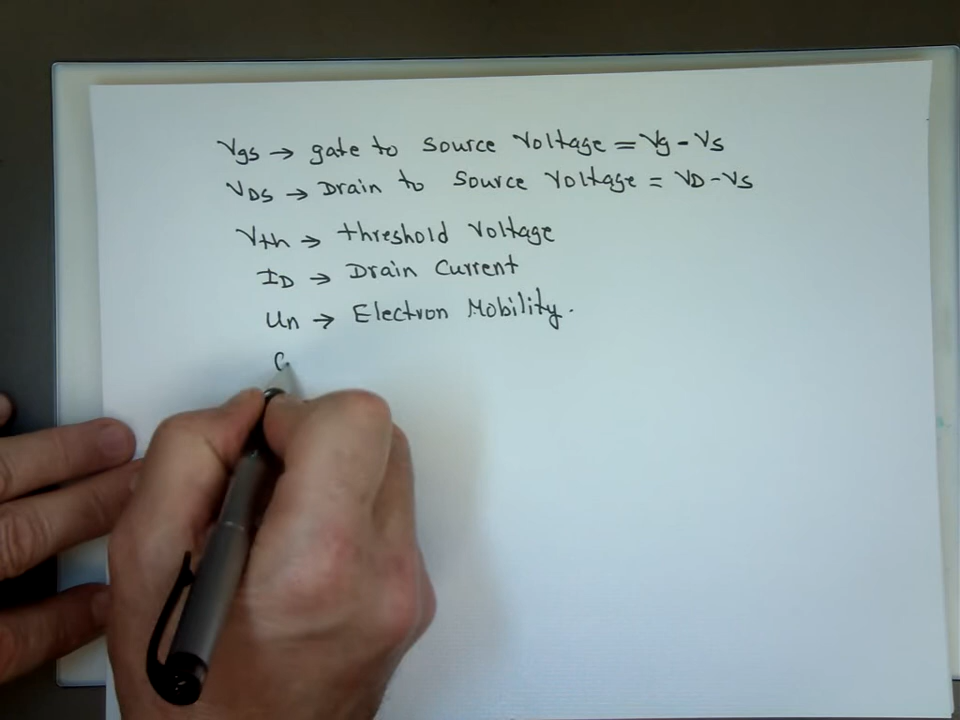 Vgs → gate to source voltage = Vg - Vs
VDS → Drain to source voltage = VD - VS
Vth → threshold voltage
ID → Drain Current
Un → Electron Mobility.
C